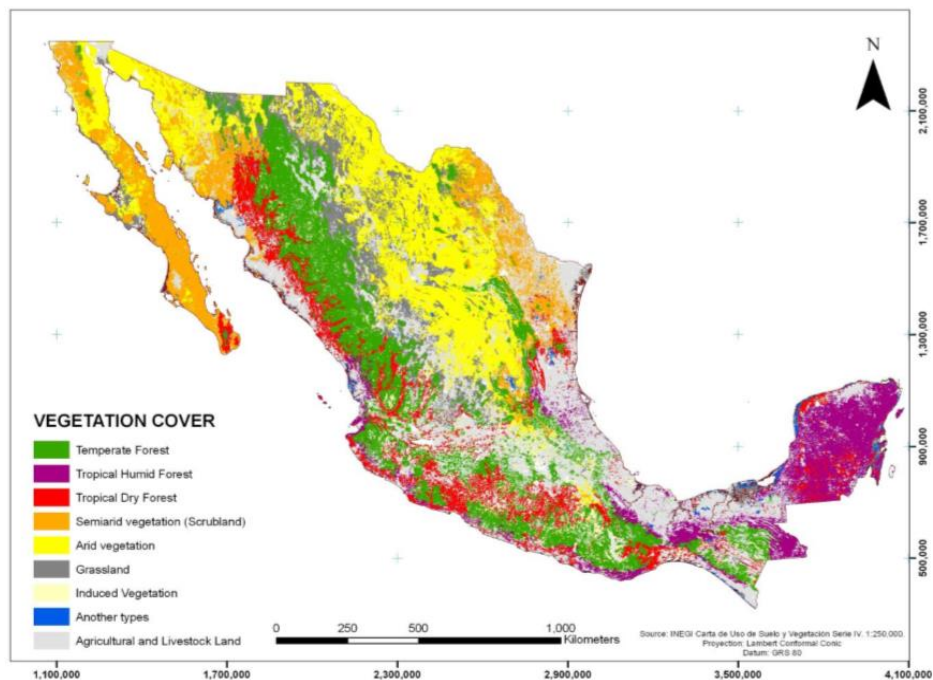 N
VEGETATION COVER
Temperate Forest
Tropical Humid Forest
Tropical Dry Forest
Semiarid vegetation (Scrubland)
Arid vegetation
Grassland
Induced Vegetation
Another types
Agricultural and Livestock Land
0 250 500 1,000
Kilometers
Source: INEGI Carta de Uso de Suelo y Vegetación Serie IV. 1:250,000.
Proyection: Lambert Conformal Conic
Datum: GRS 80
2,100,000
1,700,000
1,300,000
900,000
500,000
1,100,000 1,700,000 2,300,000 2,900,000 3,500,000 4,100,000